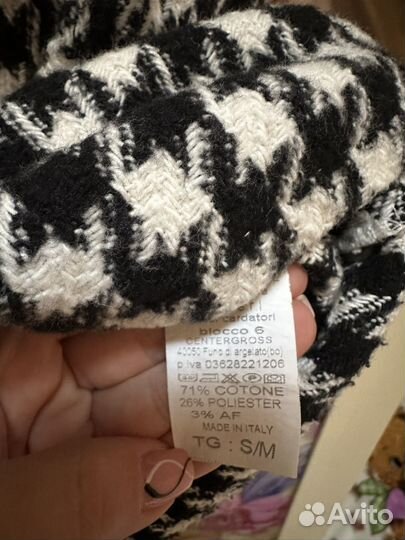 cardatori
blocco 6
CENTERGROSS
40050 Funo di argelato(bo)
p.iva 03628221206
71% COTONE
26% POLIESTER
3% AF
MADE IN ITALY
TG : S/M
Avito